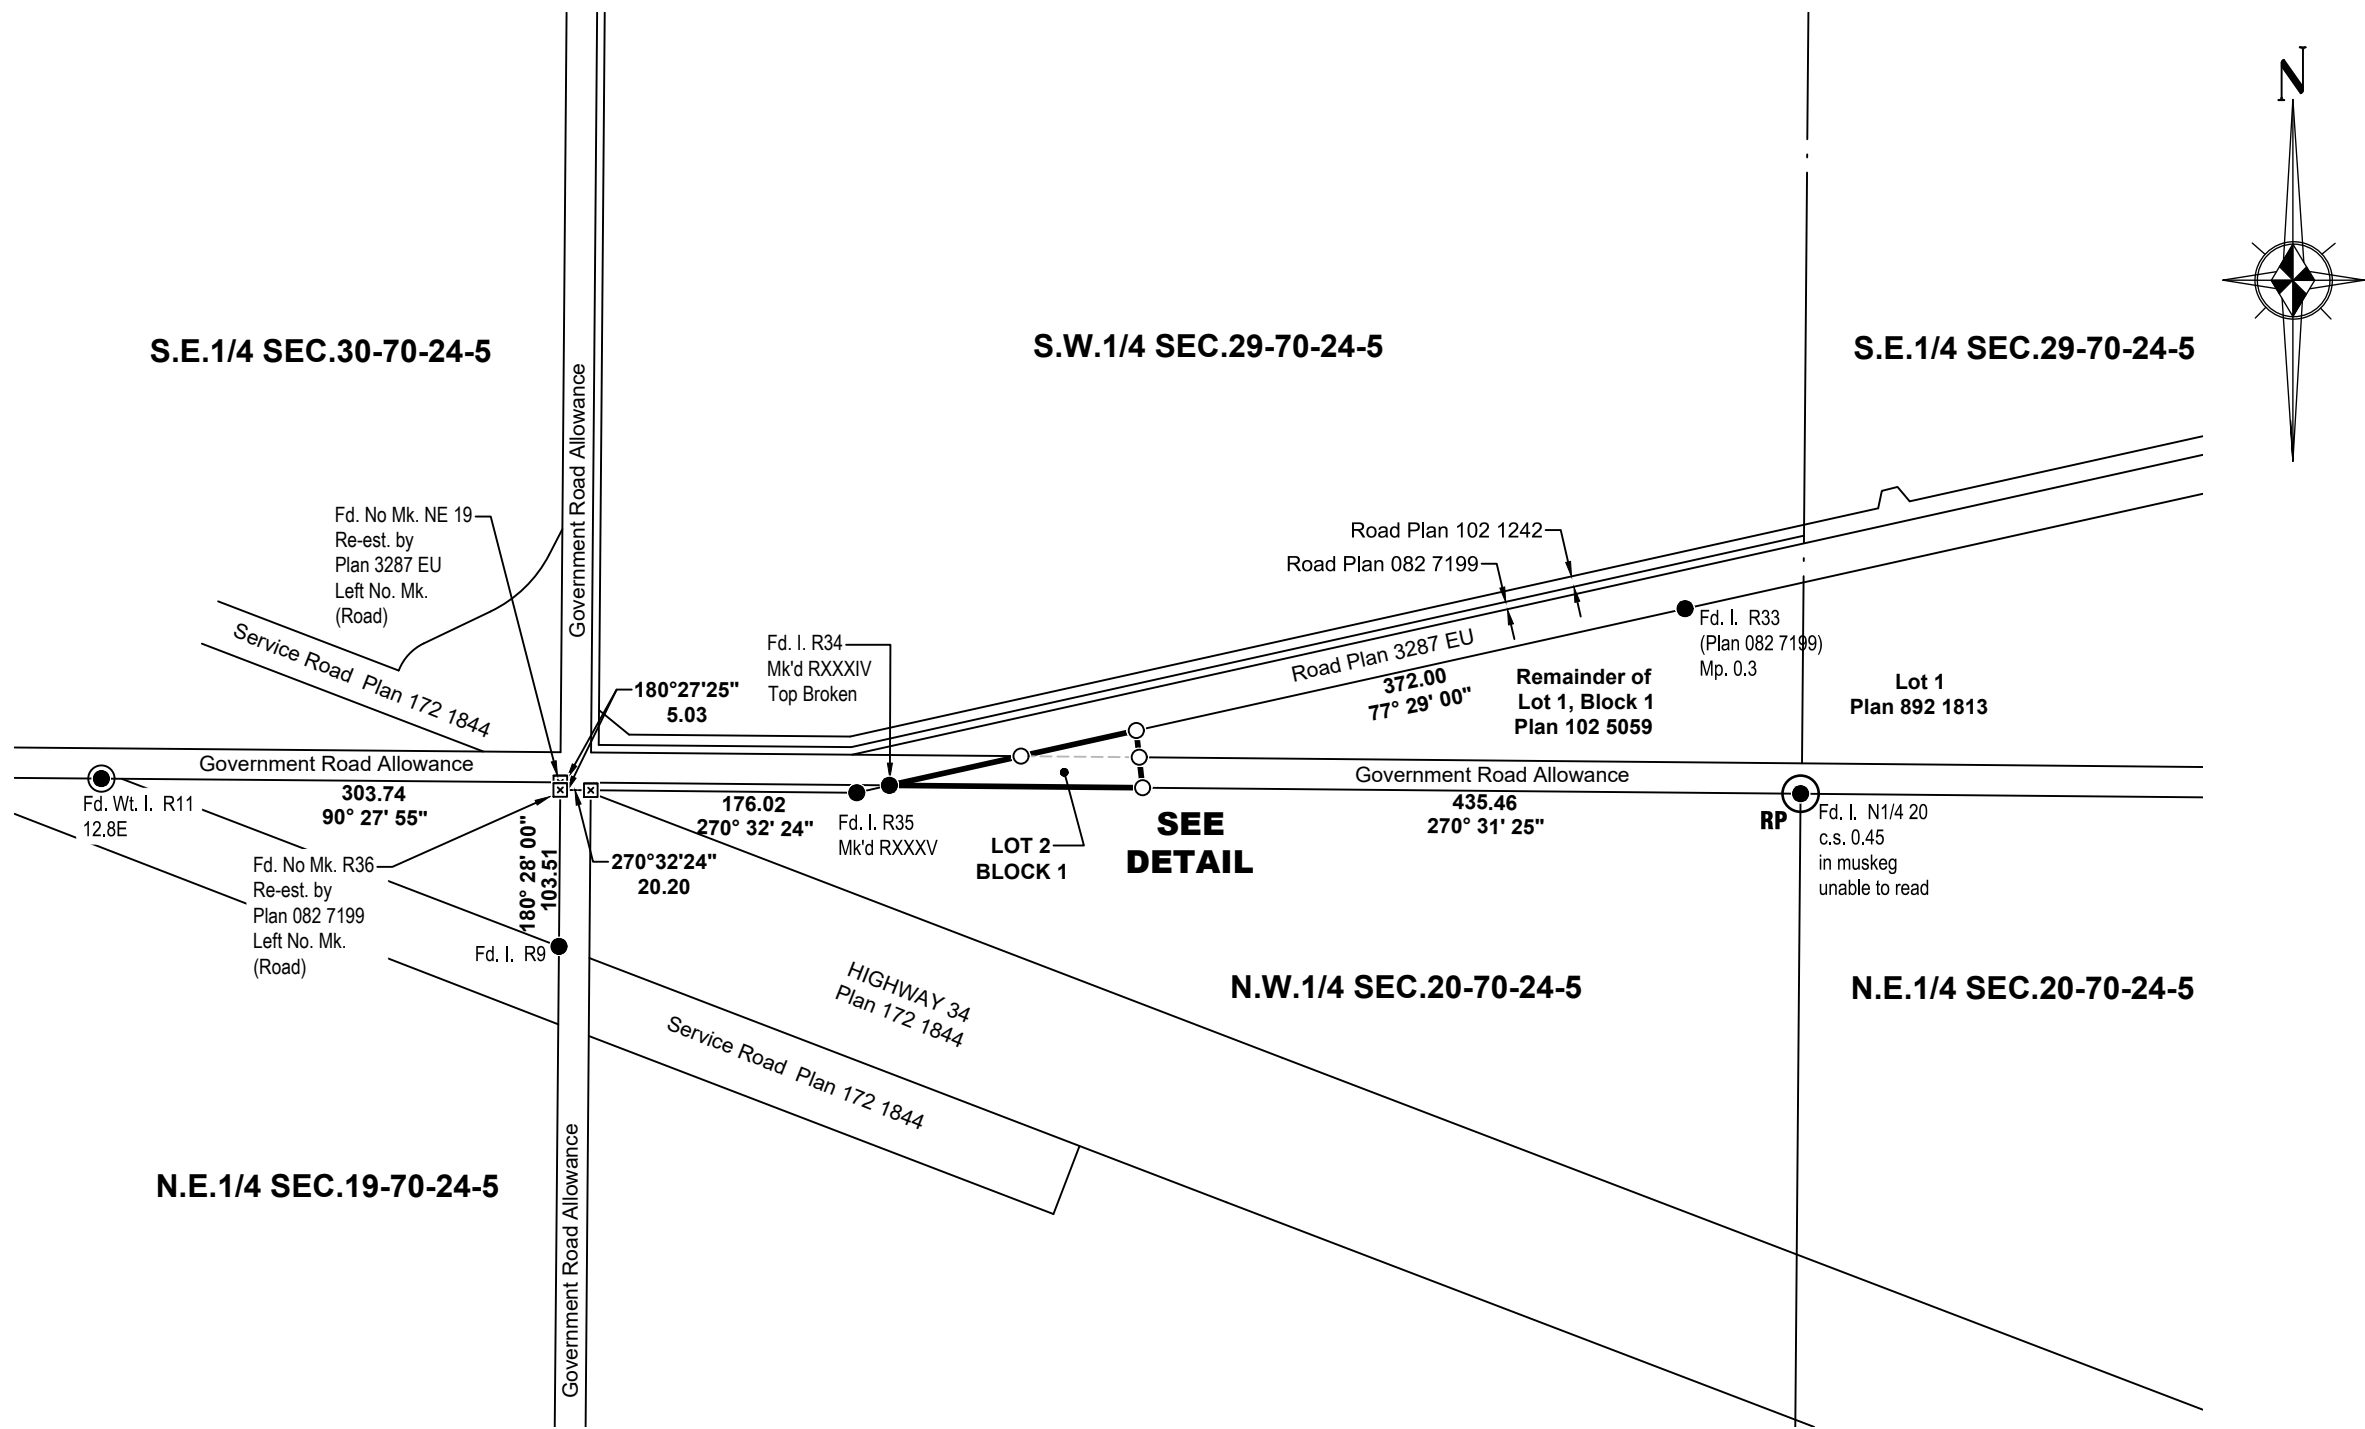 N
S.E.1/4 SEC.30-70-24-5
S.W.1/4 SEC.29-70-24-5
S.E.1/4 SEC.29-70-24-5
Government Road Allowance
Fd. No Mk. NE 19
Re-est. by
Plan 3287 EU
Left No. Mk.
(Road)
Road Plan 102 1242
Road Plan 082 7199
Service Road Plan 172 1844
Fd. I. R34
Mk'd RXXXIV
Top Broken
180°27'25"
5.03
Road Plan 3287 EU
372.00
77° 29' 00"
Remainder of
Lot 1, Block 1
Plan 102 5059
Fd. I. R33
(Plan 082 7199)
Mp. 0.3
Lot 1
Plan 892 1813
Government Road Allowance
Government Road Allowance
Fd. Wt. I. R11
12.8E
303.74
90° 27' 55"
176.02
270° 32' 24"
Fd. I. R35
Mk'd RXXXV
LOT 2
BLOCK 1
SEE
DETAIL
435.46
270° 31' 25"
RP
Fd. I. N1/4 20
c.s. 0.45
in muskeg
unable to read
Fd. No Mk. R36
Re-est. by
Plan 082 7199
Left No. Mk.
(Road)
180° 28' 00"
103.51
270°32'24"
20.20
Fd. I. R9
HIGHWAY 34
Plan 172 1844
N.W.1/4 SEC.20-70-24-5
N.E.1/4 SEC.20-70-24-5
Service Road Plan 172 1844
N.E.1/4 SEC.19-70-24-5
Government Road Allowance